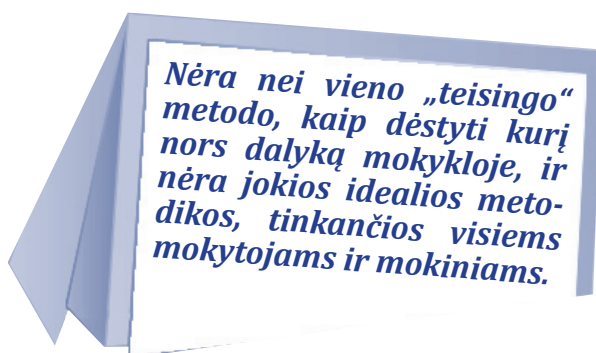 Nėra nei vieno „teisingo“
metodo, kaip dėstyti kurį
nors dalyką mokykloje, ir
nėra jokios idealios meto-
dikos, tinkančios visiems
mokytojams ir mokiniams.